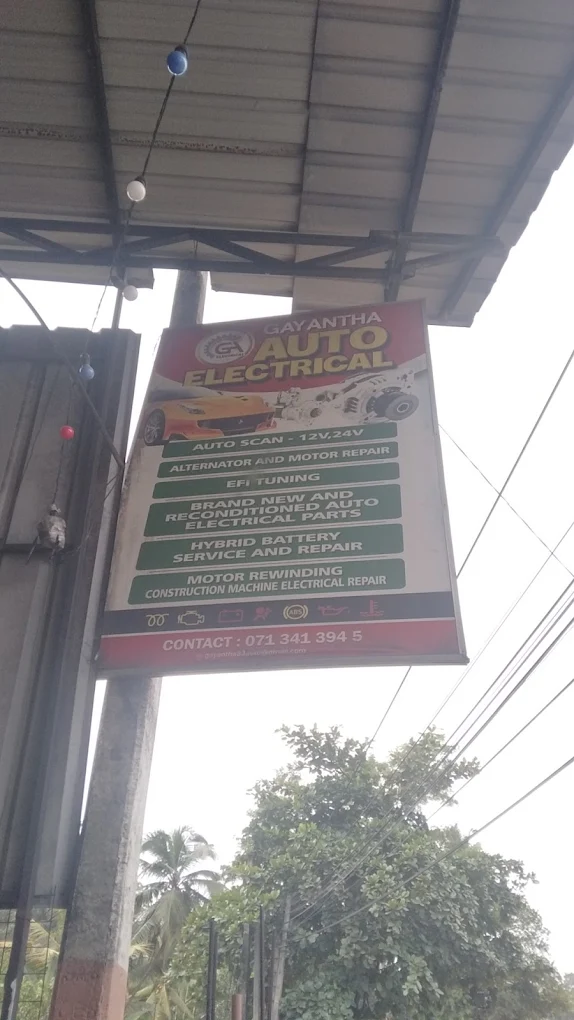 GAYANTHA
GA
AUTO
ELECTRICAL
AUTO SCAN - 12V,24V
ALTERNATOR AND MOTOR REPAIR
EFI TUNING
BRAND NEW AND
RECONDITIONED AUTO
ELECTRICAL PARTS
HYBRID BATTERY
SERVICE AND REPAIR
MOTOR REWINDING
CONSTRUCTION MACHINE ELECTRICAL REPAIR
ABS
CONTACT : 071 341 394 5